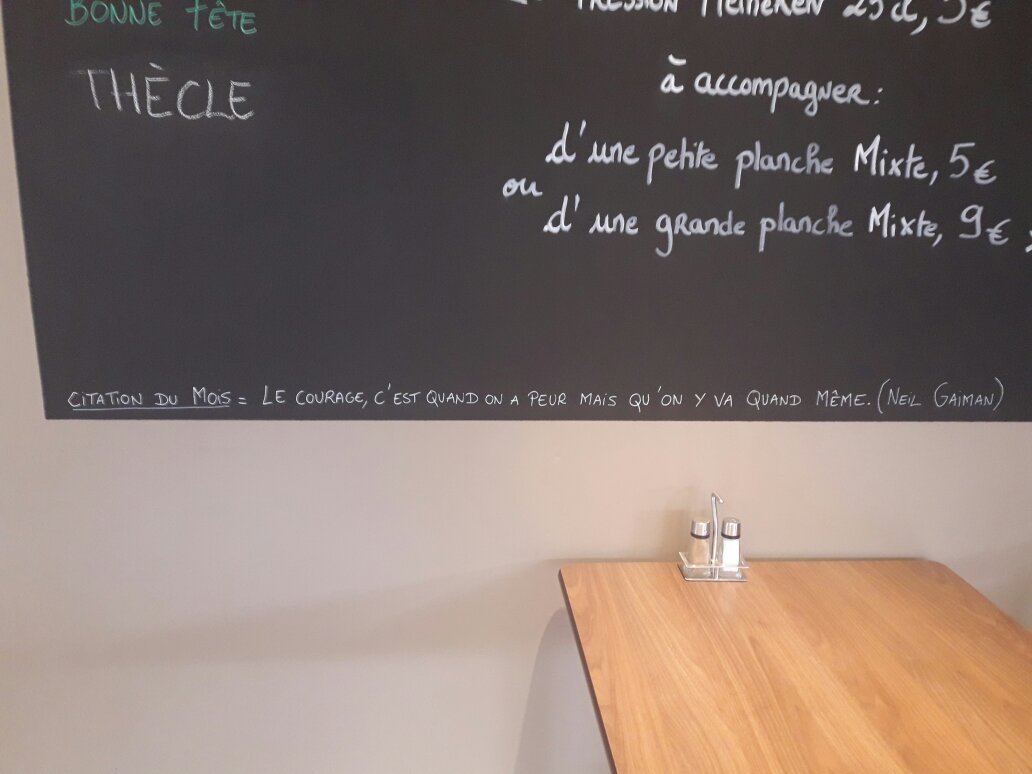 BONNE FÊTE
THÈCLE
PRESSION HEINEKEN 25 cl, 3€
à accompagner :
d'une petite planche Mixte, 5€
ou
d'une grande planche Mixte, 9€
CITATION DU MOIS = LE COURAGE, C'EST QUAND ON A PEUR MAIS QU'ON Y VA QUAND MÊME. (NEIL GAIMAN)